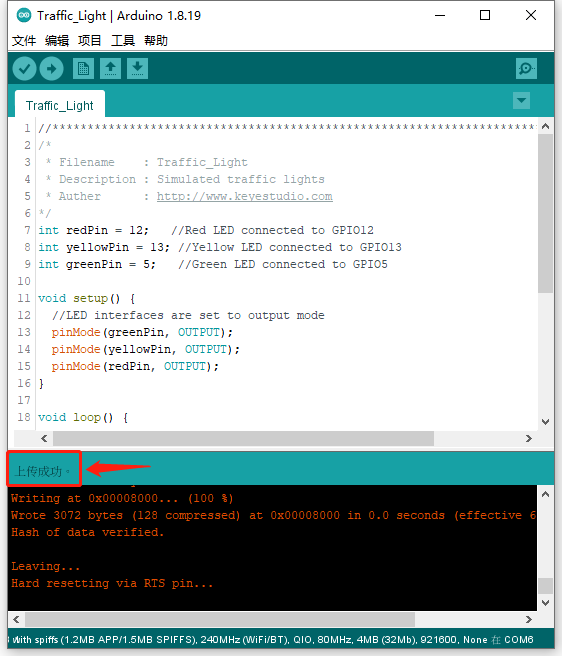 Traffic_Light | Arduino 1.8.19
文件 编辑 项目 工具 帮助
Traffic_Light
1 //**********************************************************************
2 /*
3  * Filename    : Traffic_Light
4  * Description : Simulated traffic lights
5  * Auther      : http://www.keyestudio.com
6 */
7 int redPin = 12;   //Red LED connected to GPIO12
8 int yellowPin = 13; //Yellow LED connected to GPIO13
9 int greenPin = 5;   //Green LED connected to GPIO5
10
11 void setup() {
12   //LED interfaces are set to output mode
13   pinMode(greenPin, OUTPUT);
14   pinMode(yellowPin, OUTPUT);
15   pinMode(redPin, OUTPUT);
16 }
17
18 void loop() {
上传成功。
Writing at 0x00008000... (100 %)
Wrote 3072 bytes (128 compressed) at 0x00008000 in 0.0 seconds (effective 6
Hash of data verified.
Leaving...
Hard resetting via RTS pin...
with spiffs (1.2MB APP/1.5MB SPIFFS), 240MHz (WiFi/BT), QIO, 80MHz, 4MB (32Mb), 921600, None 在 COM6